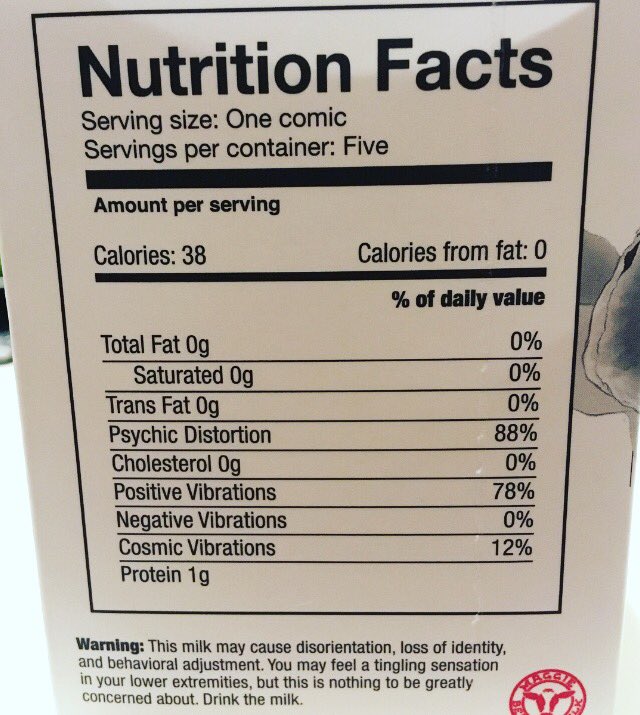 Nutrition Facts
Serving size: One comic
Servings per container: Five
Amount per serving
Calories: 38 Calories from fat: 0
% of daily value
Total Fat 0g 0%
Saturated 0g 0%
Trans Fat 0g 0%
Psychic Distortion 88%
Cholesterol 0g 0%
Positive Vibrations 78%
Negative Vibrations 0%
Cosmic Vibrations 12%
Protein 1g
Warning: This milk may cause disorientation, loss of identity,
and behavioral adjustment. You may feel a tingling sensation
in your lower extremities, but this is nothing to be greatly
concerned about. Drink the milk.
MAGGIE